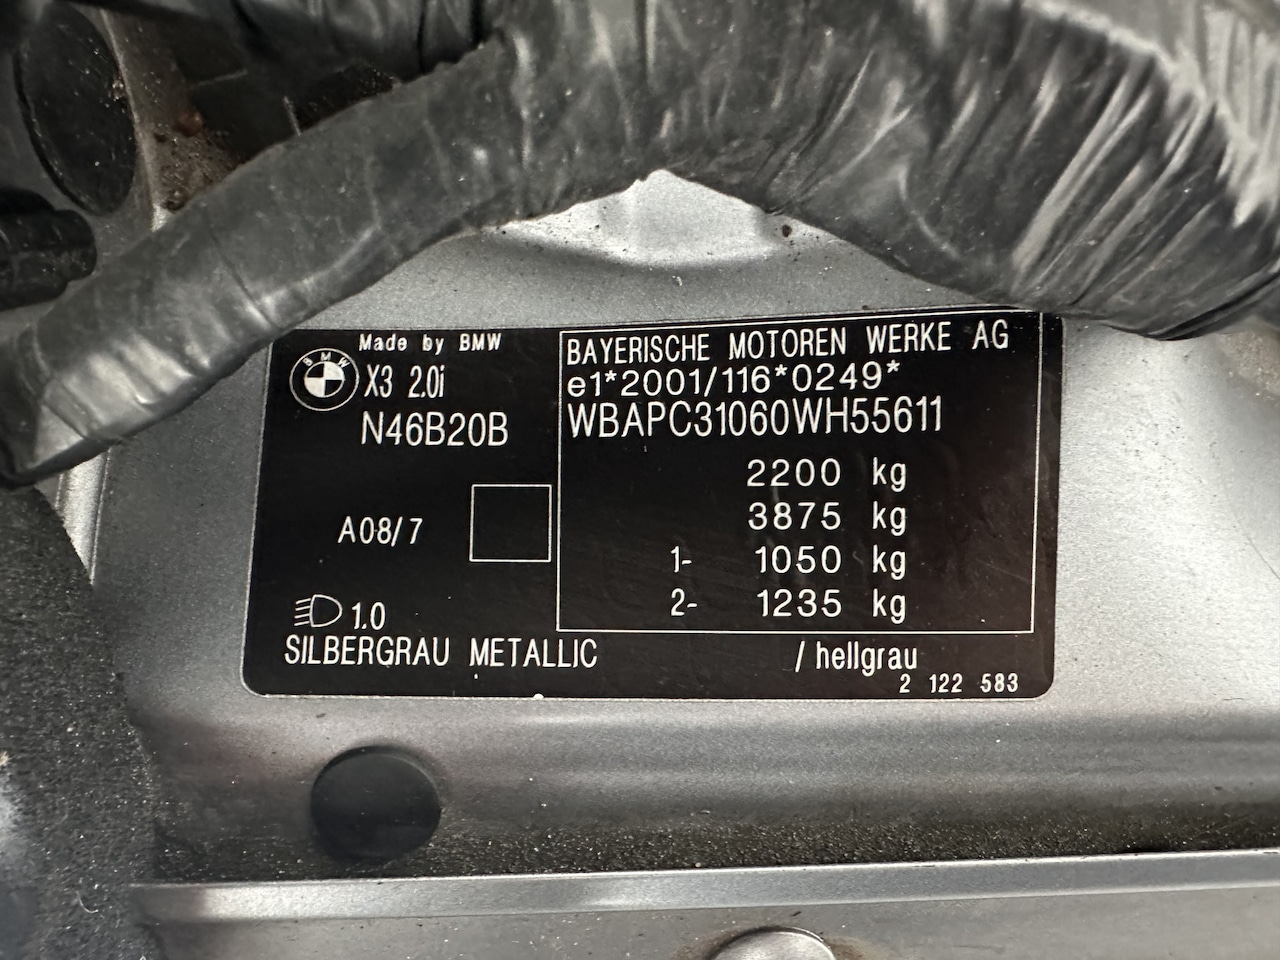 Made by BMW
BMW
X3 2.0i
N46B20B
A08/7
1.0
SILBERGRAU METALLIC /hellgrau
2 122 583
BAYERISCHE MOTOREN WERKE AG
e1*2001/116*0249*
WBAPC31060WH55611
2200 kg
3875 kg
1- 1050 kg
2- 1235 kg